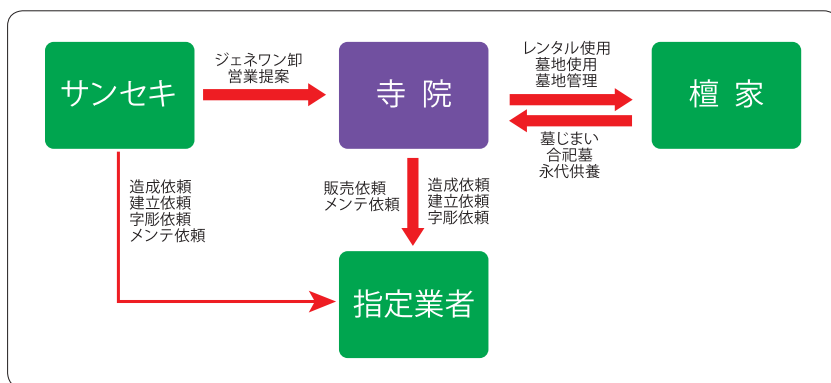 サンセキ
ジェネワン卸
営業提案
寺院
レンタル使用
墓地使用
墓地管理
檀家
墓じまい
合祀墓
永代供養
造成依頼
建立依頼
字彫依頼
メンテ依頼
販売依頼
メンテ依頼
造成依頼
建立依頼
字彫依頼
指定業者